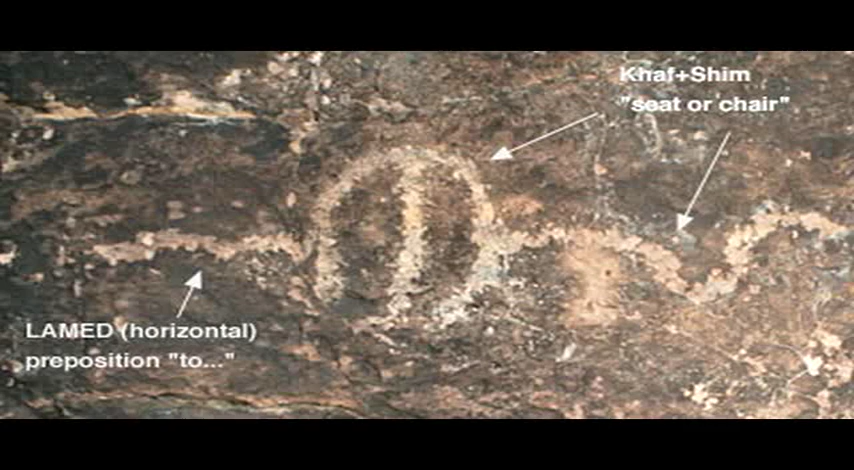 Khaf+Shim
"seat or chair"
LAMED (horizontal)
preposition "to..."